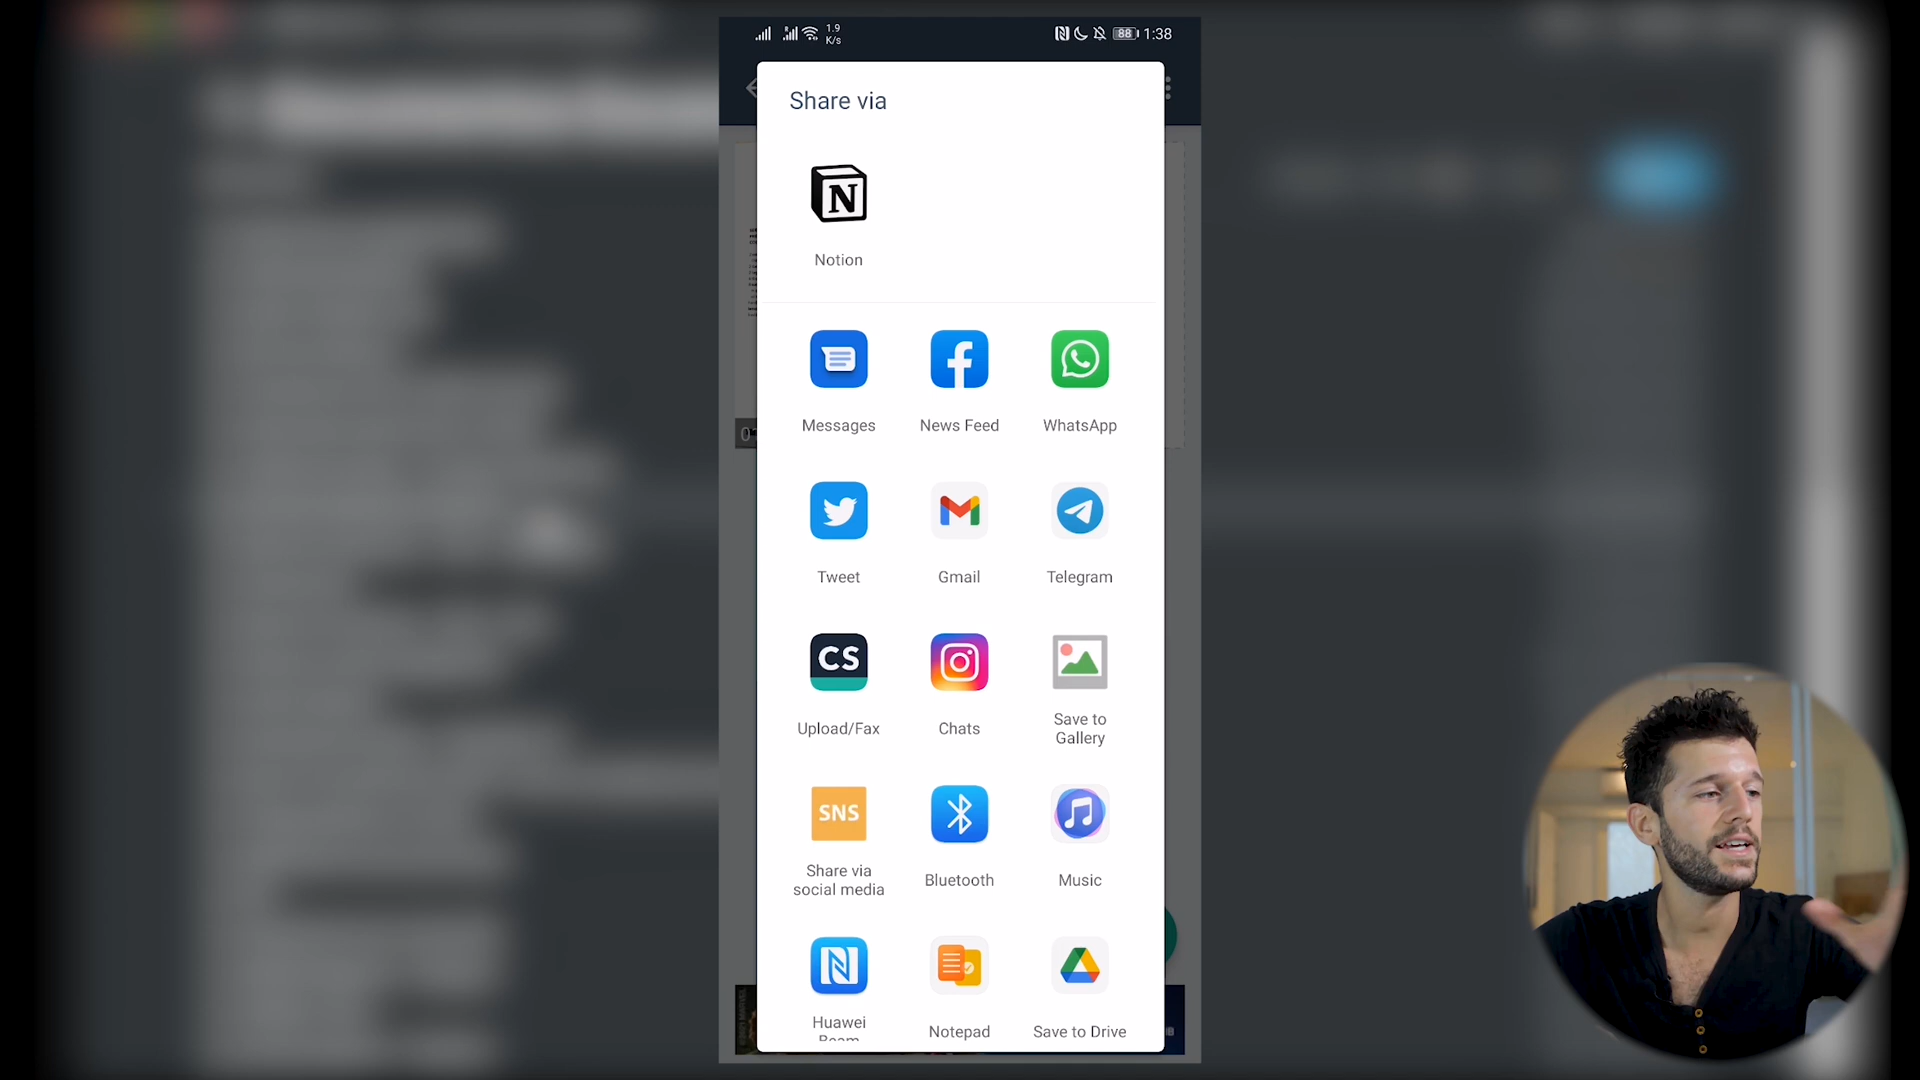 1.9
K/s
88
1:38
Share via
N
Notion
Messages
News Feed
WhatsApp
Tweet
Gmail
Telegram
CS
Upload/Fax
Chats
Save to
Gallery
SNS
Share via
social media
Bluetooth
Music
Huawei
Beam
Notepad
Save to Drive